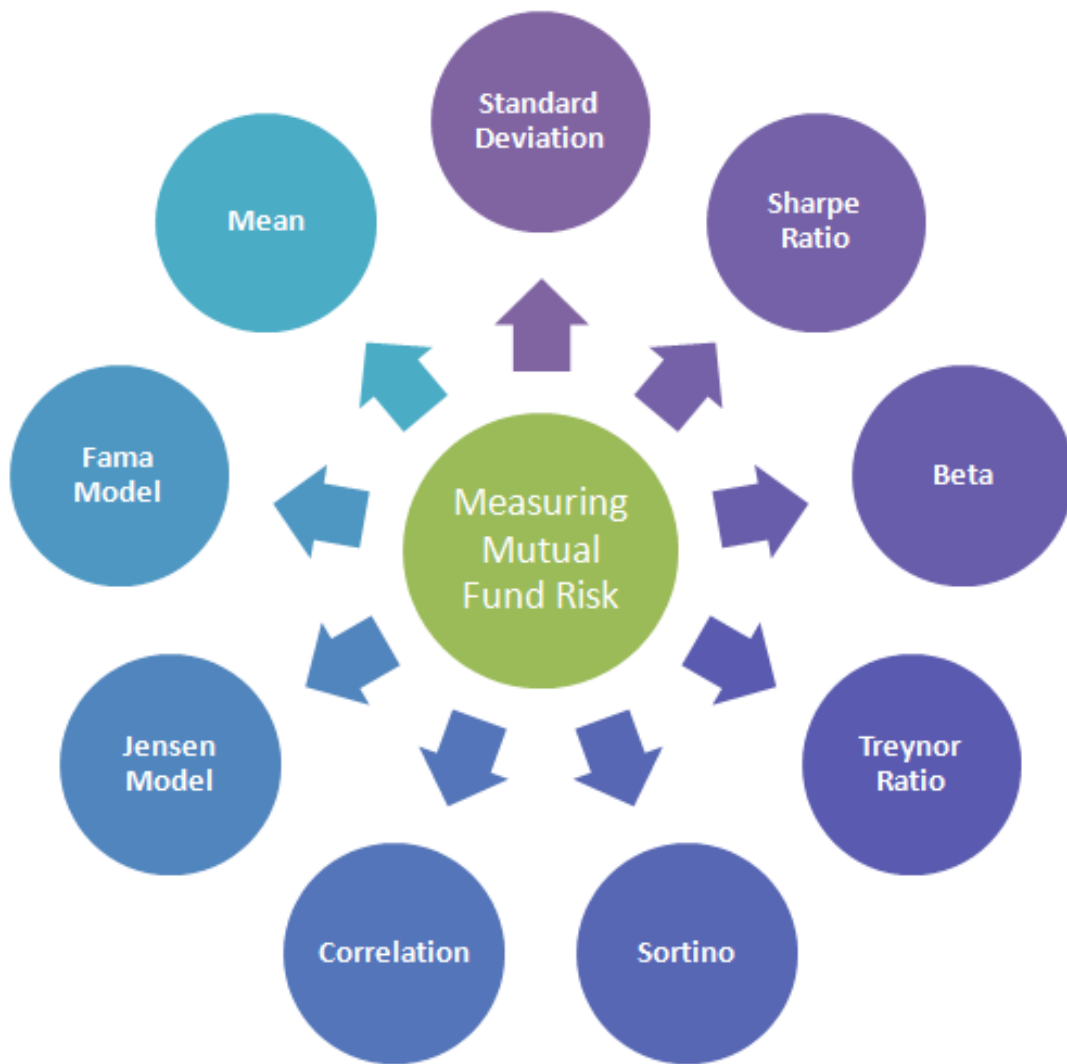 Standard
Deviation
Sharpe
Ratio
Beta
Treynor
Ratio
Sortino
Correlation
Jensen
Model
Fama
Model
Mean
Measuring
Mutual
Fund Risk